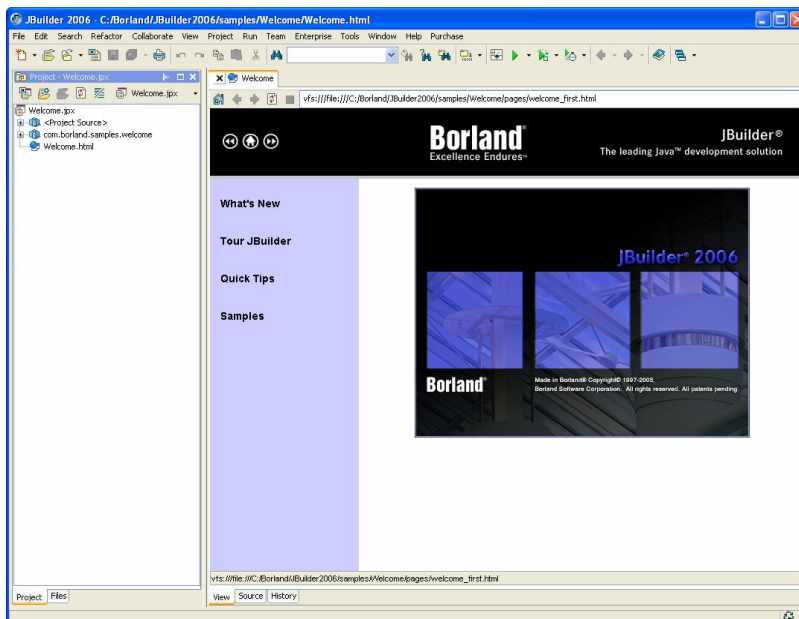 JBuilder 2006 - C:/Borland/JBuilder2006/samples/Welcome/Welcome.html
File Edit Search Refactor Collaborate View Project Run Team Enterprise Tools Window Help Purchase
Project - Welcome.jpx
Welcome
Welcome.jpx
vfs:///file:///C:/Borland/JBuilder2006/samples/Welcome/pages/welcome_first.html
Welcome.jpx
<Project Source>
com.borland.samples.welcome
Welcome.html
Borland®
Excellence Endures™
JBuilder®
The leading Java™ development solution
What's New
Tour JBuilder
Quick Tips
Samples
JBuilder® 2006
Borland®
Made in Borland® Copyright© 1997-2005,
Borland Software Corporation. All rights reserved. All patents pending.
vfs:///file:///C:/Borland/JBuilder2006/samples/Welcome/pages/welcome_first.html
Project Files
View Source History